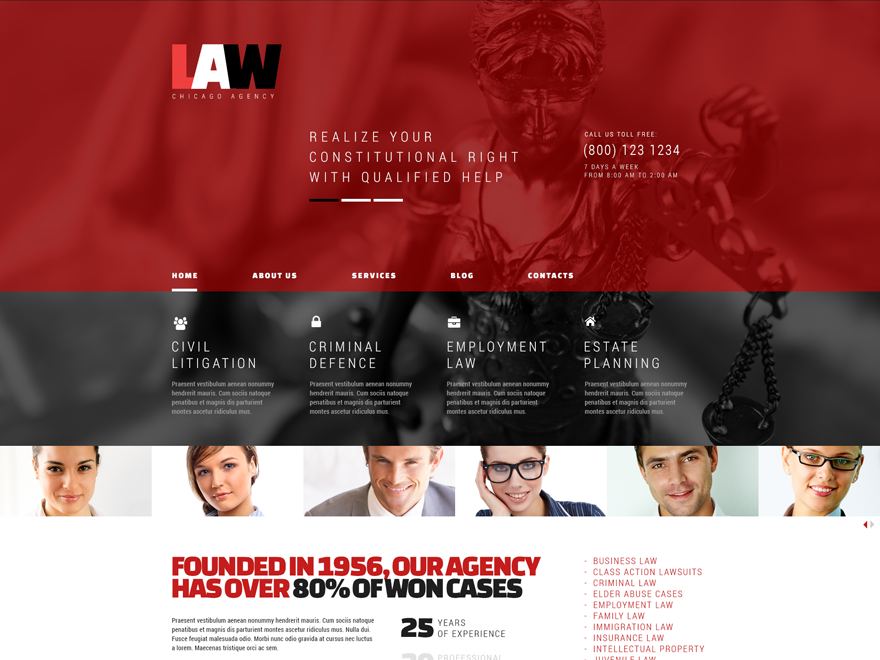 LAW
CHICAGO AGENCY
REALIZE YOUR
CONSTITUTIONAL RIGHT
WITH QUALIFIED HELP
CALL US TOLL FREE:
(800) 123 1234
7 DAYS A WEEK
FROM 8:00 AM TO 2:00 AM
HOME
ABOUT US
SERVICES
BLOG
CONTACTS
CIVIL
LITIGATION
Praesent vestibulum aenean nonummy
hendrerit mauris. Cum sociis natoque
penatibus et magnis dis parturient
montes ascetur ridiculus mus.
CRIMINAL
DEFENCE
Praesent vestibulum aenean nonummy
hendrerit mauris. Cum sociis natoque
penatibus et magnis dis parturient
montes ascetur ridiculus mus.
EMPLOYMENT
LAW
Praesent vestibulum aenean nonummy
hendrerit mauris. Cum sociis natoque
penatibus et magnis dis parturient
montes ascetur ridiculus mus.
ESTATE
PLANNING
Praesent vestibulum aenean nonummy
hendrerit mauris. Cum sociis natoque
penatibus et magnis dis parturient
montes ascetur ridiculus mus.
FOUNDED IN 1956, OUR AGENCY
HAS OVER 80% OF WON CASES
Praesent vestibulum aenean nonummy hendrerit mauris. Cum sociis natoque
penatibus et magnis dis parturient montes ascetur ridiculus mus. Nulla dui.
Fusce feugiat malesuada odio. Morbi nunc odio gravida at cursus nec luctus
a lorem. Maecenas tristique orci ac sem.
25 YEARS
OF EXPERIENCE
PROFESSIONAL
BUSINESS LAW
CLASS ACTION LAWSUITS
CRIMINAL LAW
ELDER ABUSE CASES
EMPLOYMENT LAW
FAMILY LAW
IMMIGRATION LAW
INSURANCE LAW
INTELLECTUAL PROPERTY
JUVENILE LAW